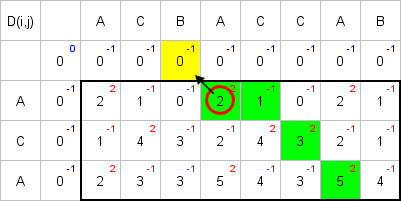 D(i,j) A C B A C C A B
0 0 0 -1 0 -1 0 -1 0 -1 0 -1 0 -1 0 -1 0 -1
A 0 -1 2 2 1 -1 0 -1 2 2 1 -1 0 -1 2 2 1 -1
C 0 -1 1 -1 4 2 3 -1 2 -1 4 2 3 2 2 -1 1 -1
A 0 -1 2 2 3 -1 3 -1 5 2 4 -1 3 -1 5 2 4 -1